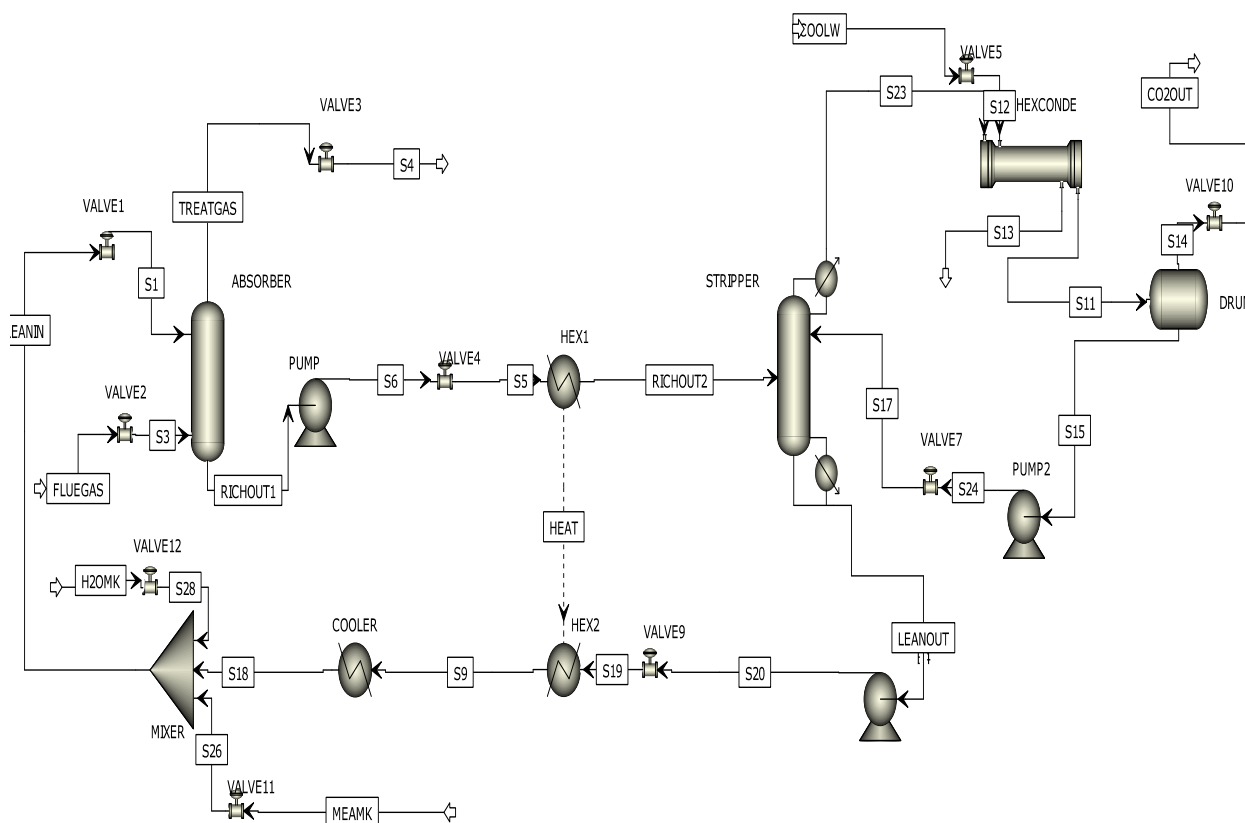 VALVE5
S23
S12
HEXCONDE
CO2OUT
VALVE3
S4
TREATGAS
VALVE1
S1
ABSORBER
VALVE10
S14
S13
S11
STRIPPER
VALVE2
S3
FLUEGAS
RICHOUT1
PUMP
S6
VALVE4
S5
HEX1
RICHOUT2
S17
VALVE7
S24
PUMP2
S15
HEAT
VALVE12
H2OMK
S28
MIXER
S18
COOLER
S9
HEX2
S19
VALVE9
S20
LEANOUT
S26
VALVE11
MEAMK